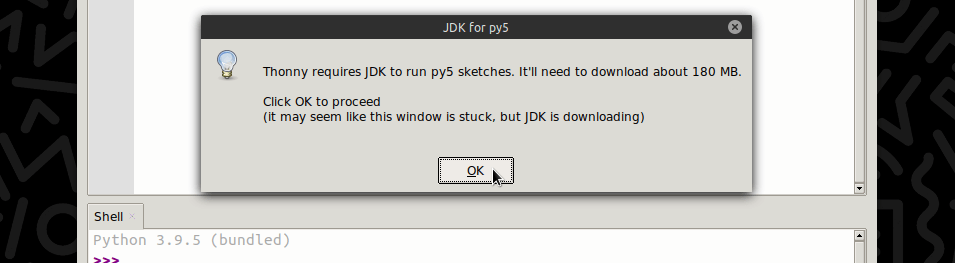 JDK for py5
Thonny requires JDK to run py5 sketches. It'll need to download about 180 MB.
Click OK to proceed
(it may seem like this window is stuck, but JDK is downloading)
OK
Shell
Python 3.9.5 (bundled)
>>>